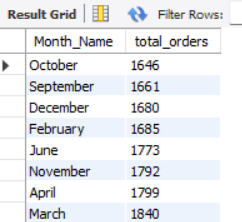 Result Grid Filter Rows:
Month_Name total_orders
October 1646
September 1661
December 1680
February 1685
June 1773
November 1792
April 1799
March 1840